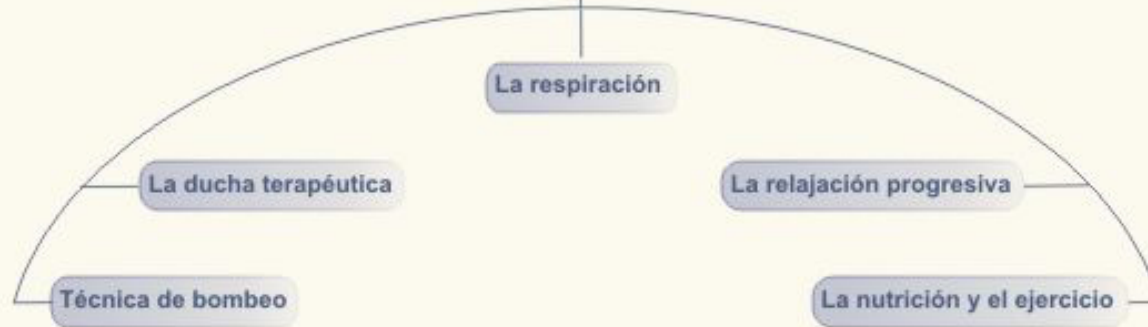 La respiración
La ducha terapéutica
La relajación progresiva
Técnica de bombeo
La nutrición y el ejercicio